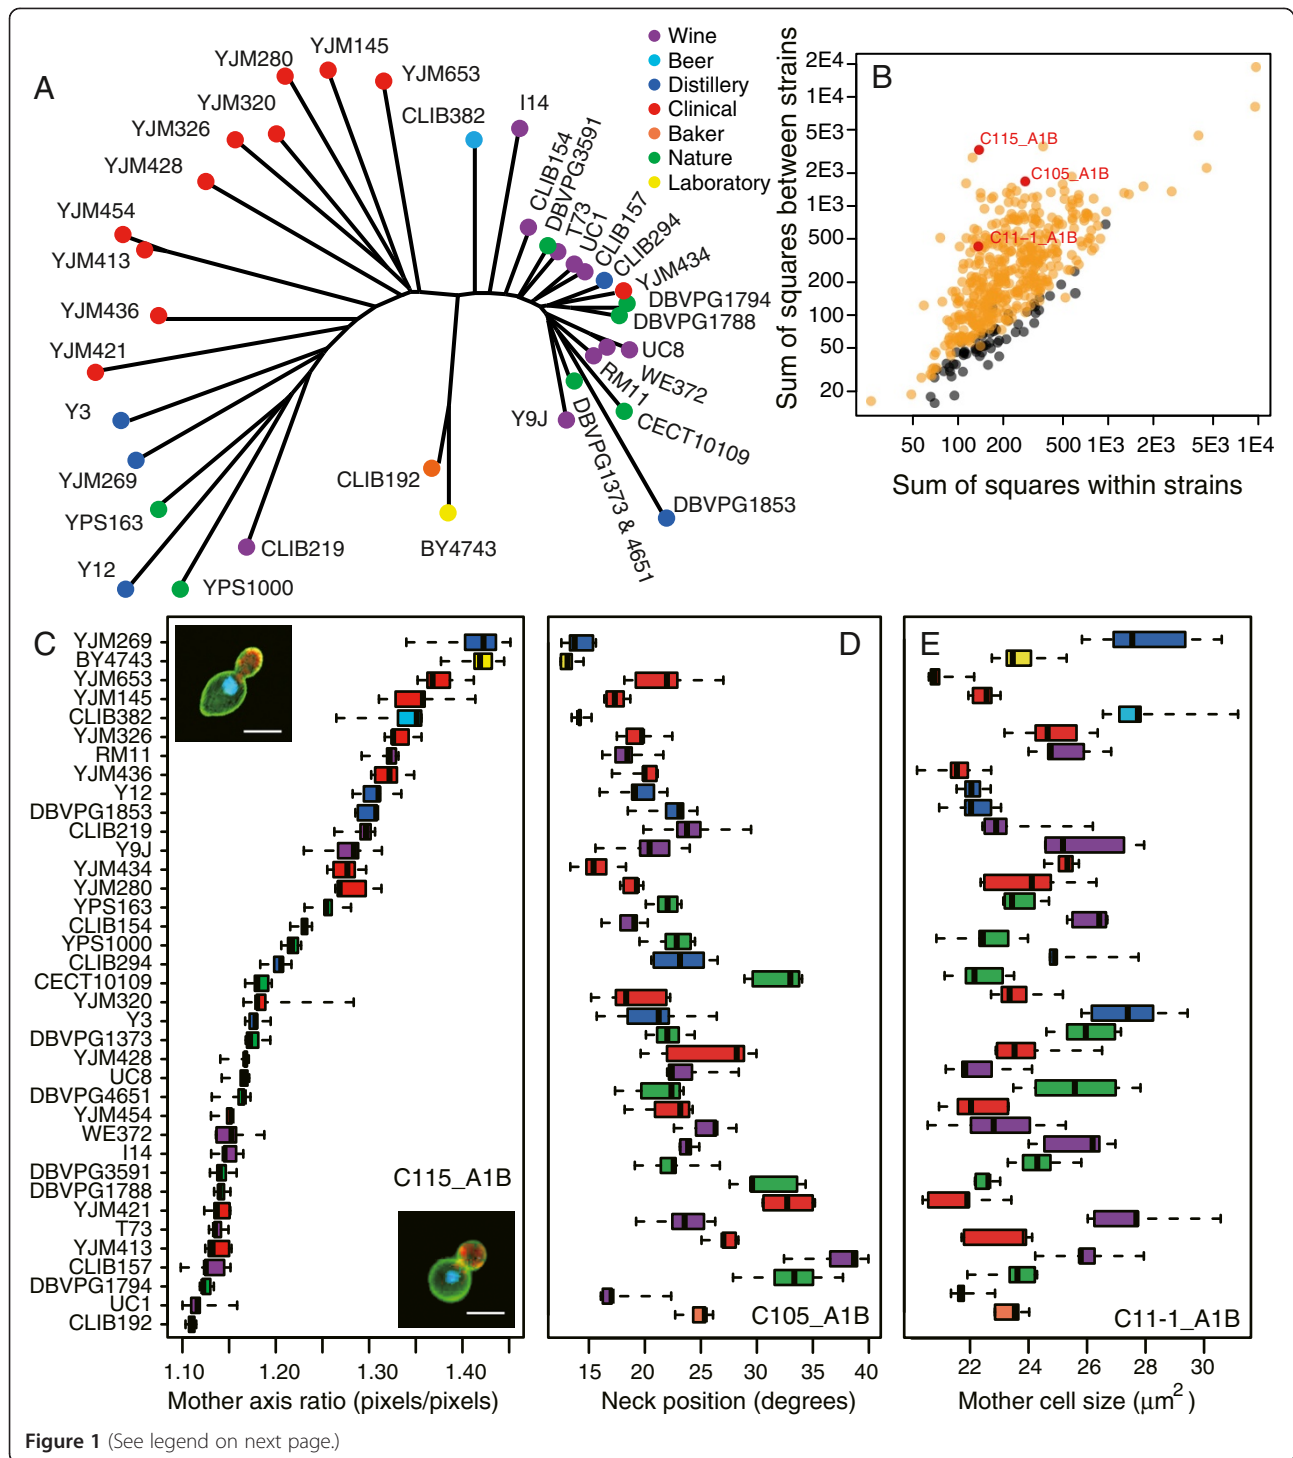 A
YJM280
YJM145
YJM653
YJM320
YJM326
YJM428
YJM454
YJM413
YJM436
YJM421
Y3
YJM269
YPS163
Y12
YPS1000
CLIB219
CLIB192
BY4743
CLIB382
I14
CLIB154
DBVPG3591
T73
UC1
CLIB157
CLIB294
YJM434
DBVPG1794
DBVPG1788
UC8
WE372
RM11
CECT10109
DBVPG1853
DBVPG1373 & 4651
Y9J
Wine
Beer
Distillery
Clinical
Baker
Nature
Laboratory
B
Sum of squares between strains
2E4
1E4
5E3
2E3
1E3
500
200
100
50
20
C115_A1B
C105_A1B
C11-1_A1B
50 100 200 500 1E3 2E3 5E3 1E4
Sum of squares within strains
C
YJM269
BY4743
YJM653
YJM145
CLIB382
YJM326
RM11
YJM436
Y12
DBVPG1853
CLIB219
Y9J
YJM434
YJM280
YPS163
CLIB154
YPS1000
CLIB294
CECT10109
YJM320
Y3
DBVPG1373
YJM428
UC8
DBVPG4651
YJM454
WE372
I14
DBVPG3591
DBVPG1788
YJM421
T73
YJM413
CLIB157
DBVPG1794
UC1
CLIB192
C115_A1B
1.10 1.20 1.30 1.40
Mother axis ratio (pixels/pixels)
D
C105_A1B
15 20 25 30 35 40
Neck position (degrees)
E
C11-1_A1B
22 24 26 28 30
Mother cell size (μm²)
Figure 1 (See legend on next page.)